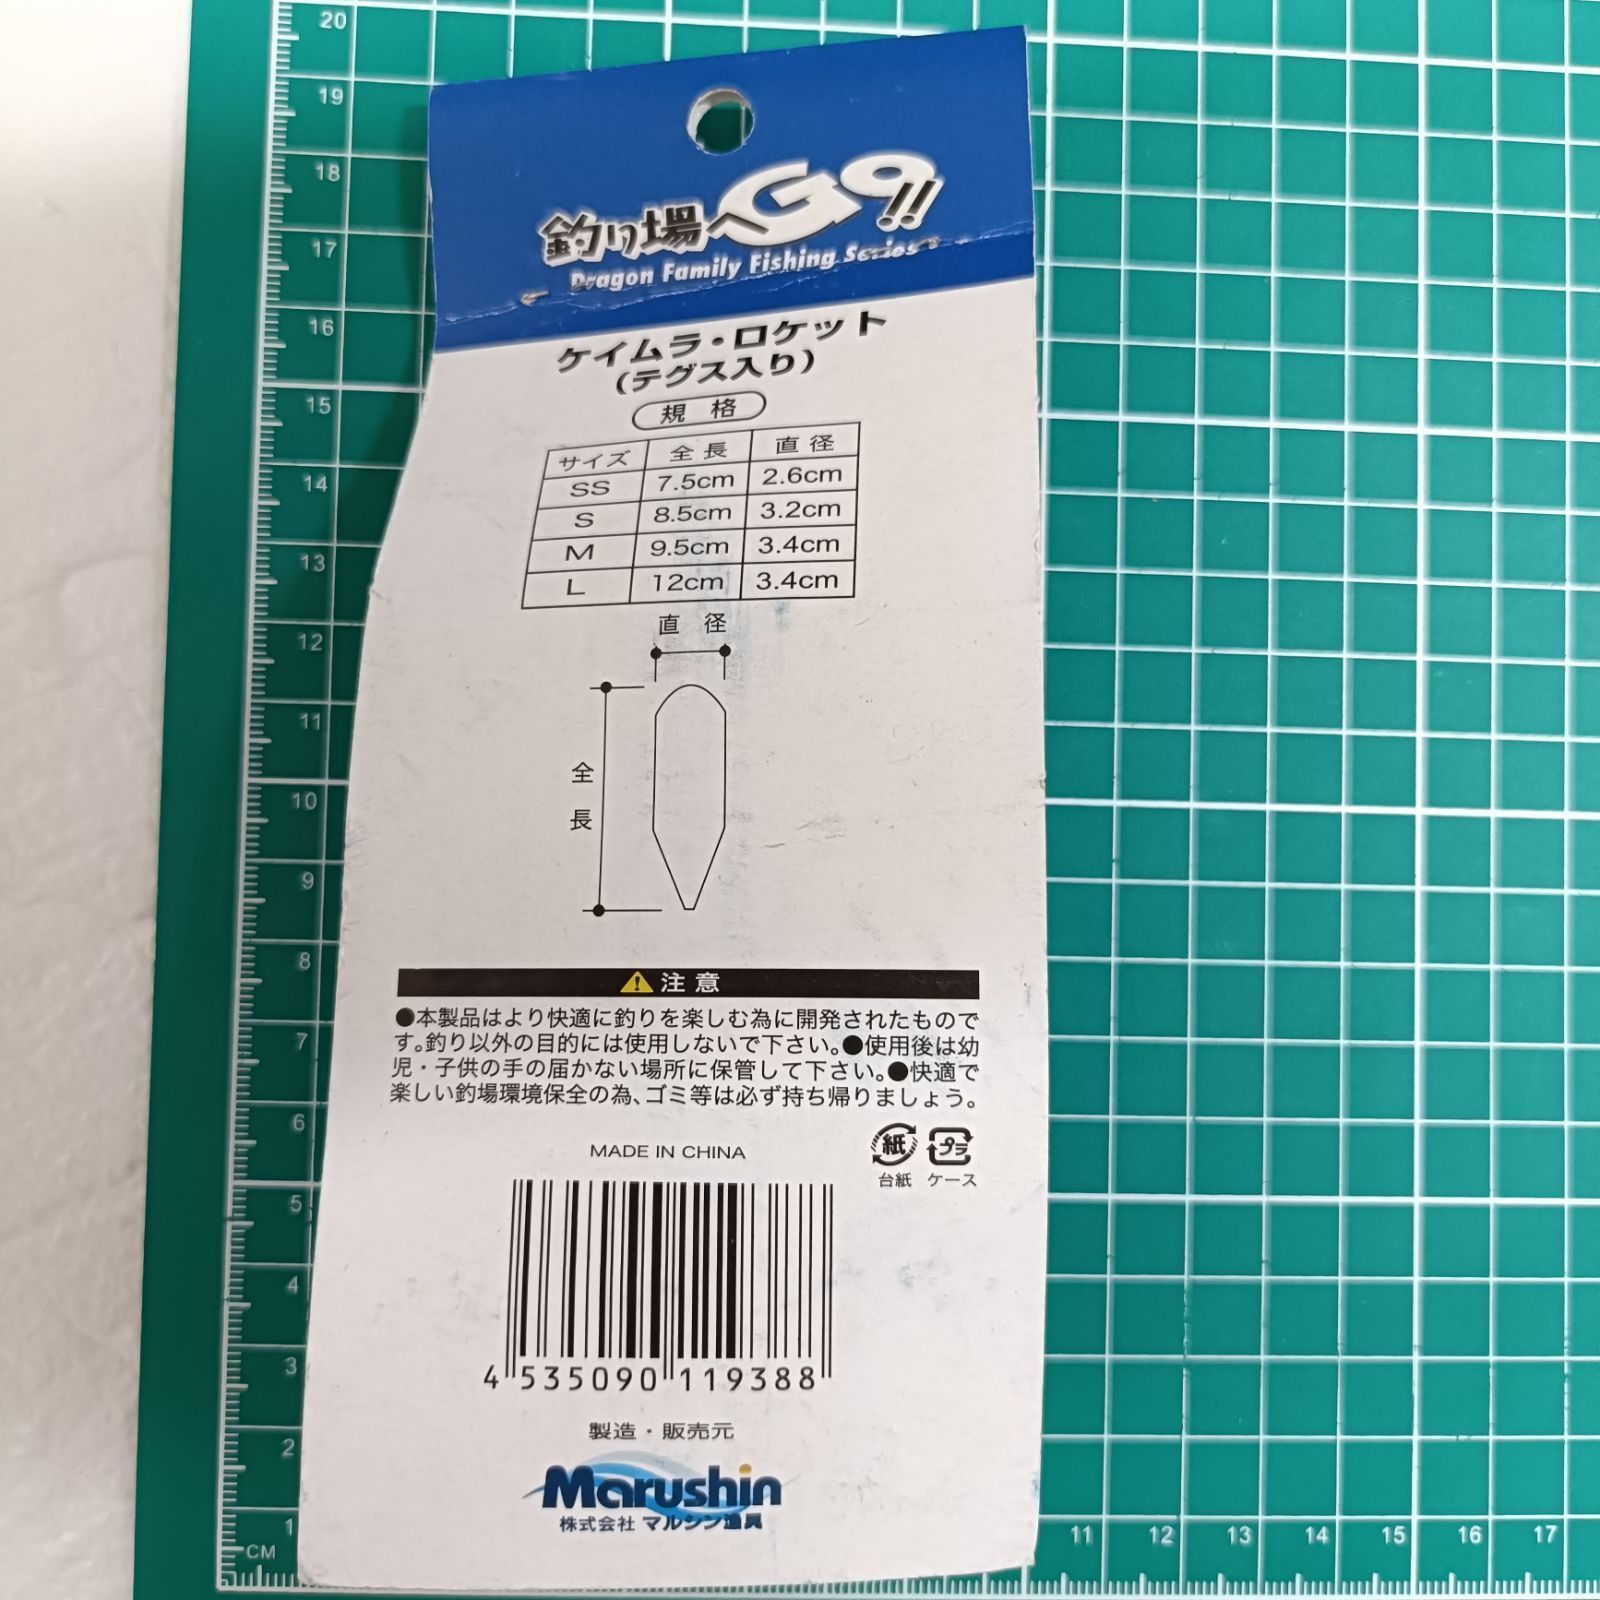 釣り場へGO!!
Dragon Family Fishing Series
ケイムラ・ロケット
(テグス入り)
規格
サイズ 全長 直径
SS 7.5cm 2.6cm
S 8.5cm 3.2cm
M 9.5cm 3.4cm
L 12cm 3.4cm
直径
全長
注意
●本製品はより快適に釣りを楽しむ為に開発されたもので
す。釣り以外の目的には使用しないで下さい。●使用後は幼
児・子供の手の届かない場所に保管して下さい。●快適で
楽しい釣場環境保全の為、ゴミ等は必ず持ち帰りましょう。
MADE IN CHINA
紙 プラ
台紙 ケース
4 535090 119388
製造・販売元
Marushin
株式会社 マルシン漁具
20
19
18
17
16
15
14
13
12
11
10
9
8
7
6
5
4
3
2
1
CM
11 12 13 14 15 16 17